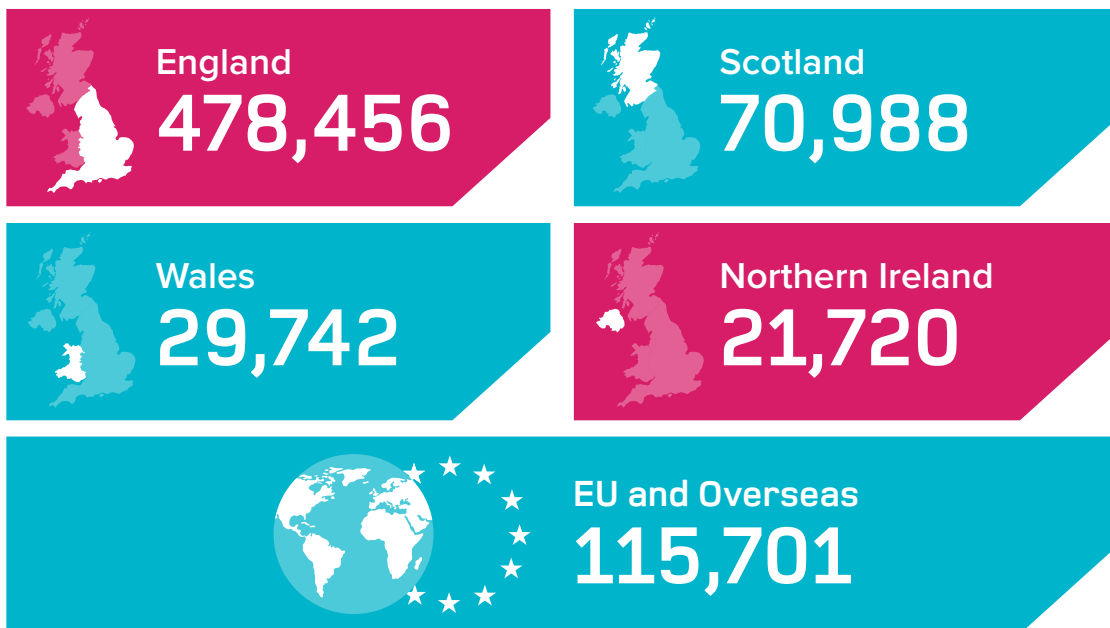 England
478,456
Scotland
70,988
Wales
29,742
Northern Ireland
21,720
EU and Overseas
115,701